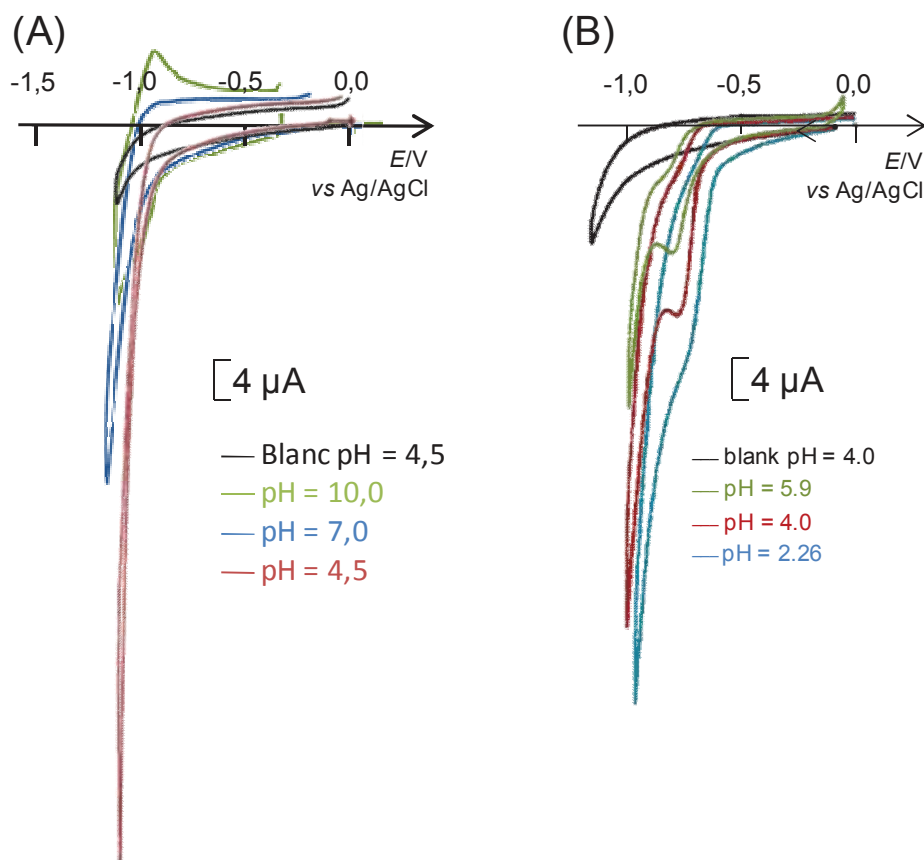 (A)
-1,5 -1,0 -0,5 0,0
E/V
vs Ag/AgCl
4 µA
Blanc pH = 4,5
pH = 10,0
pH = 7,0
pH = 4,5
(B)
-1,0 -0,5 0,0
E/V
vs Ag/AgCl
4 µA
blank pH = 4.0
pH = 5.9
pH = 4.0
pH = 2.26